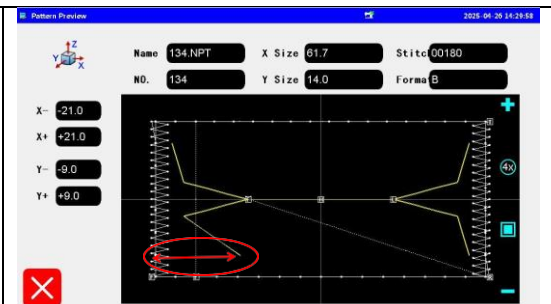 Pattern Preview 2025-04-26 14:29:58
Z
Y X
Name 134.NPT X Size 61.7 Stitc 00180
NO. 134 Y Size 14.0 Forma B
X- -21.0
X+ +21.0
Y- -9.0
Y+ +9.0
4X